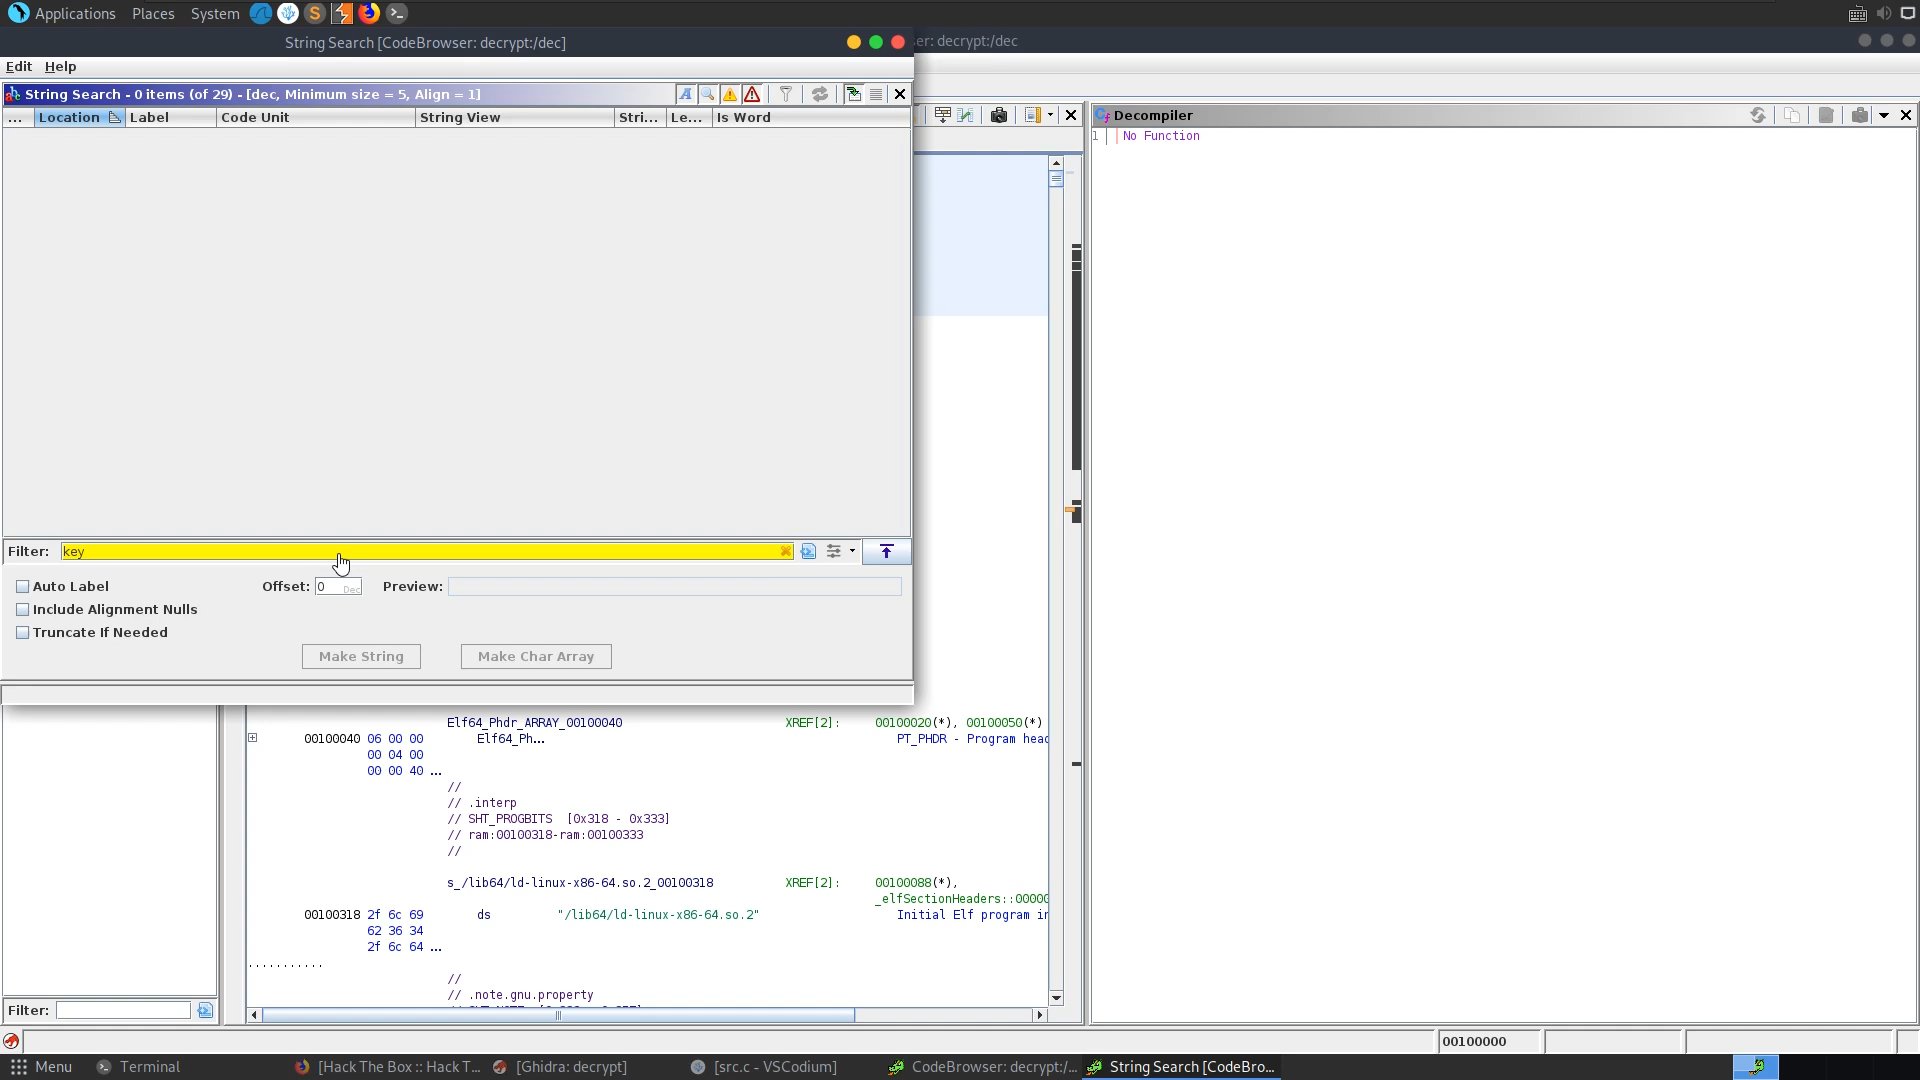 Applications Places System
String Search [CodeBrowser: decrypt:/dec]
er: decrypt:/dec
Edit Help
String Search - 0 items (of 29) - [dec, Minimum size = 5, Align = 1]
... Location Label Code Unit String View Stri... Le... Is Word
Decompiler
1 No Function
Filter: key
Auto Label Offset: 0 Dec Preview:
Include Alignment Nulls
Truncate If Needed
Make String Make Char Array
Elf64_Phdr_ARRAY_00100040 XREF[2]: 00100020(*), 00100050(*)
00100040 06 00 00 Elf64_Ph... PT_PHDR - Program head
00 04 00
00 00 40 ...
//
// .interp
// SHT_PROGBITS [0x318 - 0x333]
// ram:00100318-ram:00100333
//
s_/lib64/ld-linux-x86-64.so.2_00100318 XREF[2]: 00100088(*),
_elfSectionHeaders::00000
00100318 2f 6c 69 ds "/lib64/ld-linux-x86-64.so.2" Initial Elf program in
62 36 34
2f 6c 64 ...
...........
//
// .note.gnu.property
Filter:
00100000
Menu Terminal [Hack The Box :: Hack T... [Ghidra: decrypt] [src.c - VSCodium] CodeBrowser: decrypt:/... String Search [CodeBro...